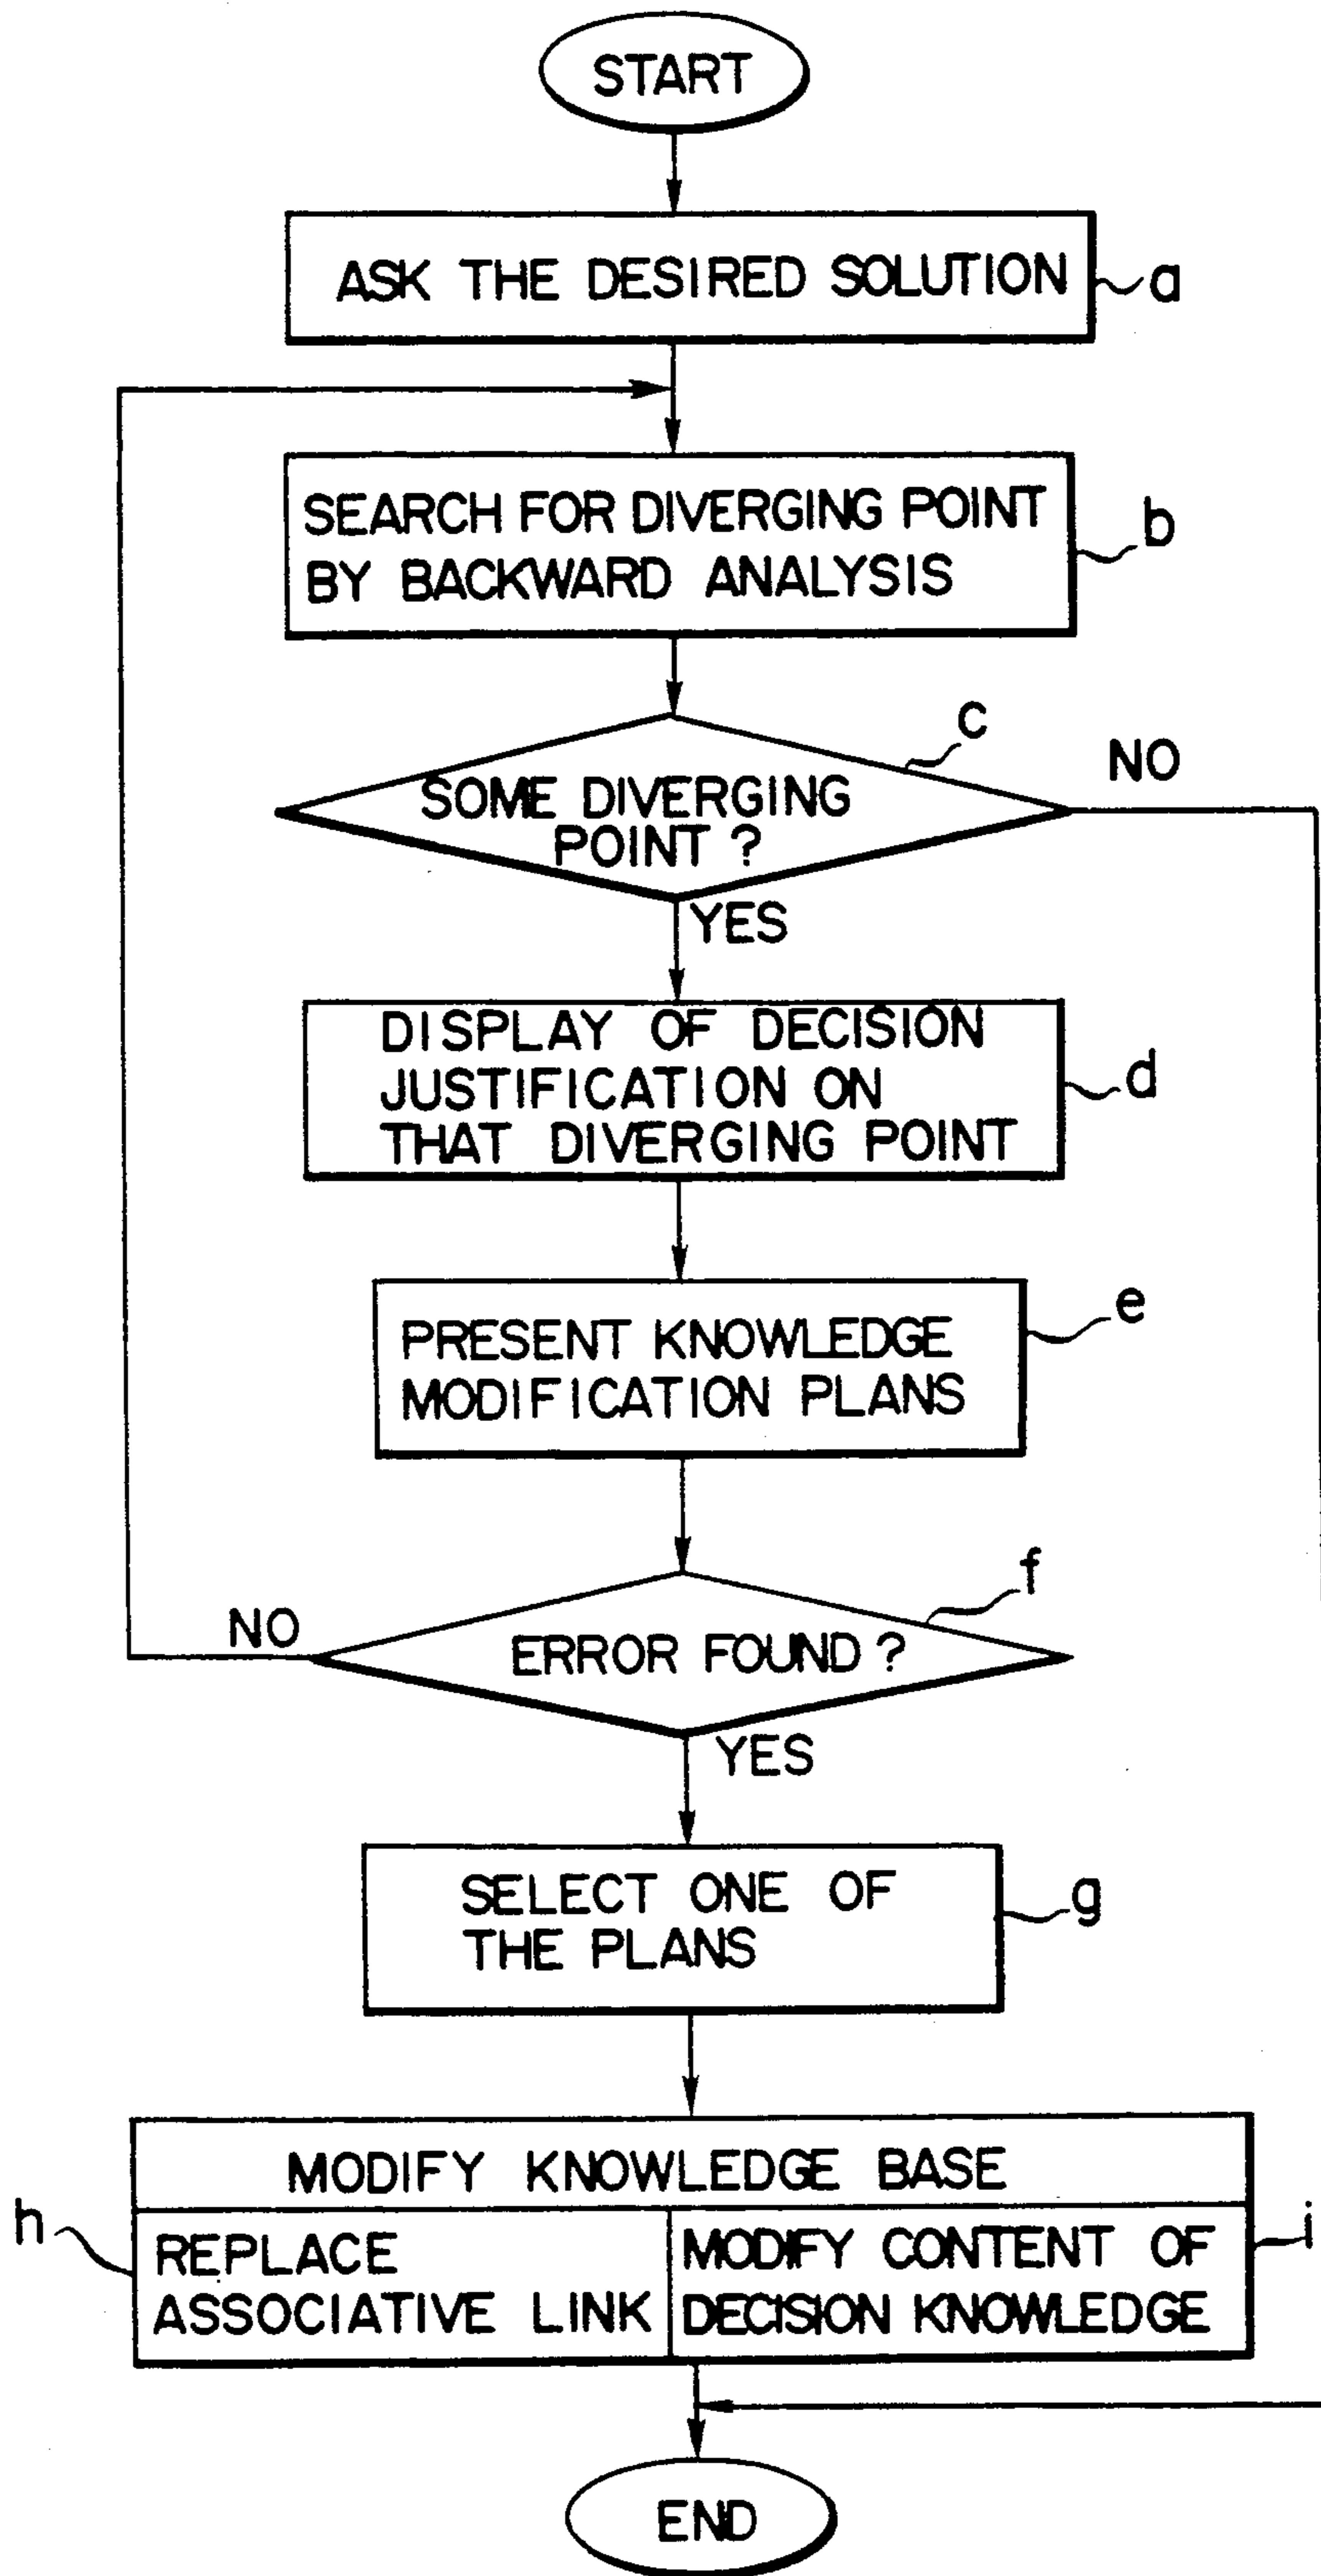 START
ASK THE DESIRED SOLUTION
a
SEARCH FOR DIVERGING POINT
BY BACKWARD ANALYSIS
b
c
NO
SOME DIVERGING
POINT ?
YES
DISPLAY OF DECISION
JUSTIFICATION ON
THAT DIVERGING POINT
d
PRESENT KNOWLEDGE
MODIFICATION PLANS
e
f
NO
ERROR FOUND ?
YES
SELECT ONE OF
THE PLANS
g
MODIFY KNOWLEDGE BASE
h
REPLACE
ASSOCIATIVE LINK
MODIFY CONTENT OF
DECISION KNOWLEDGE
i
END